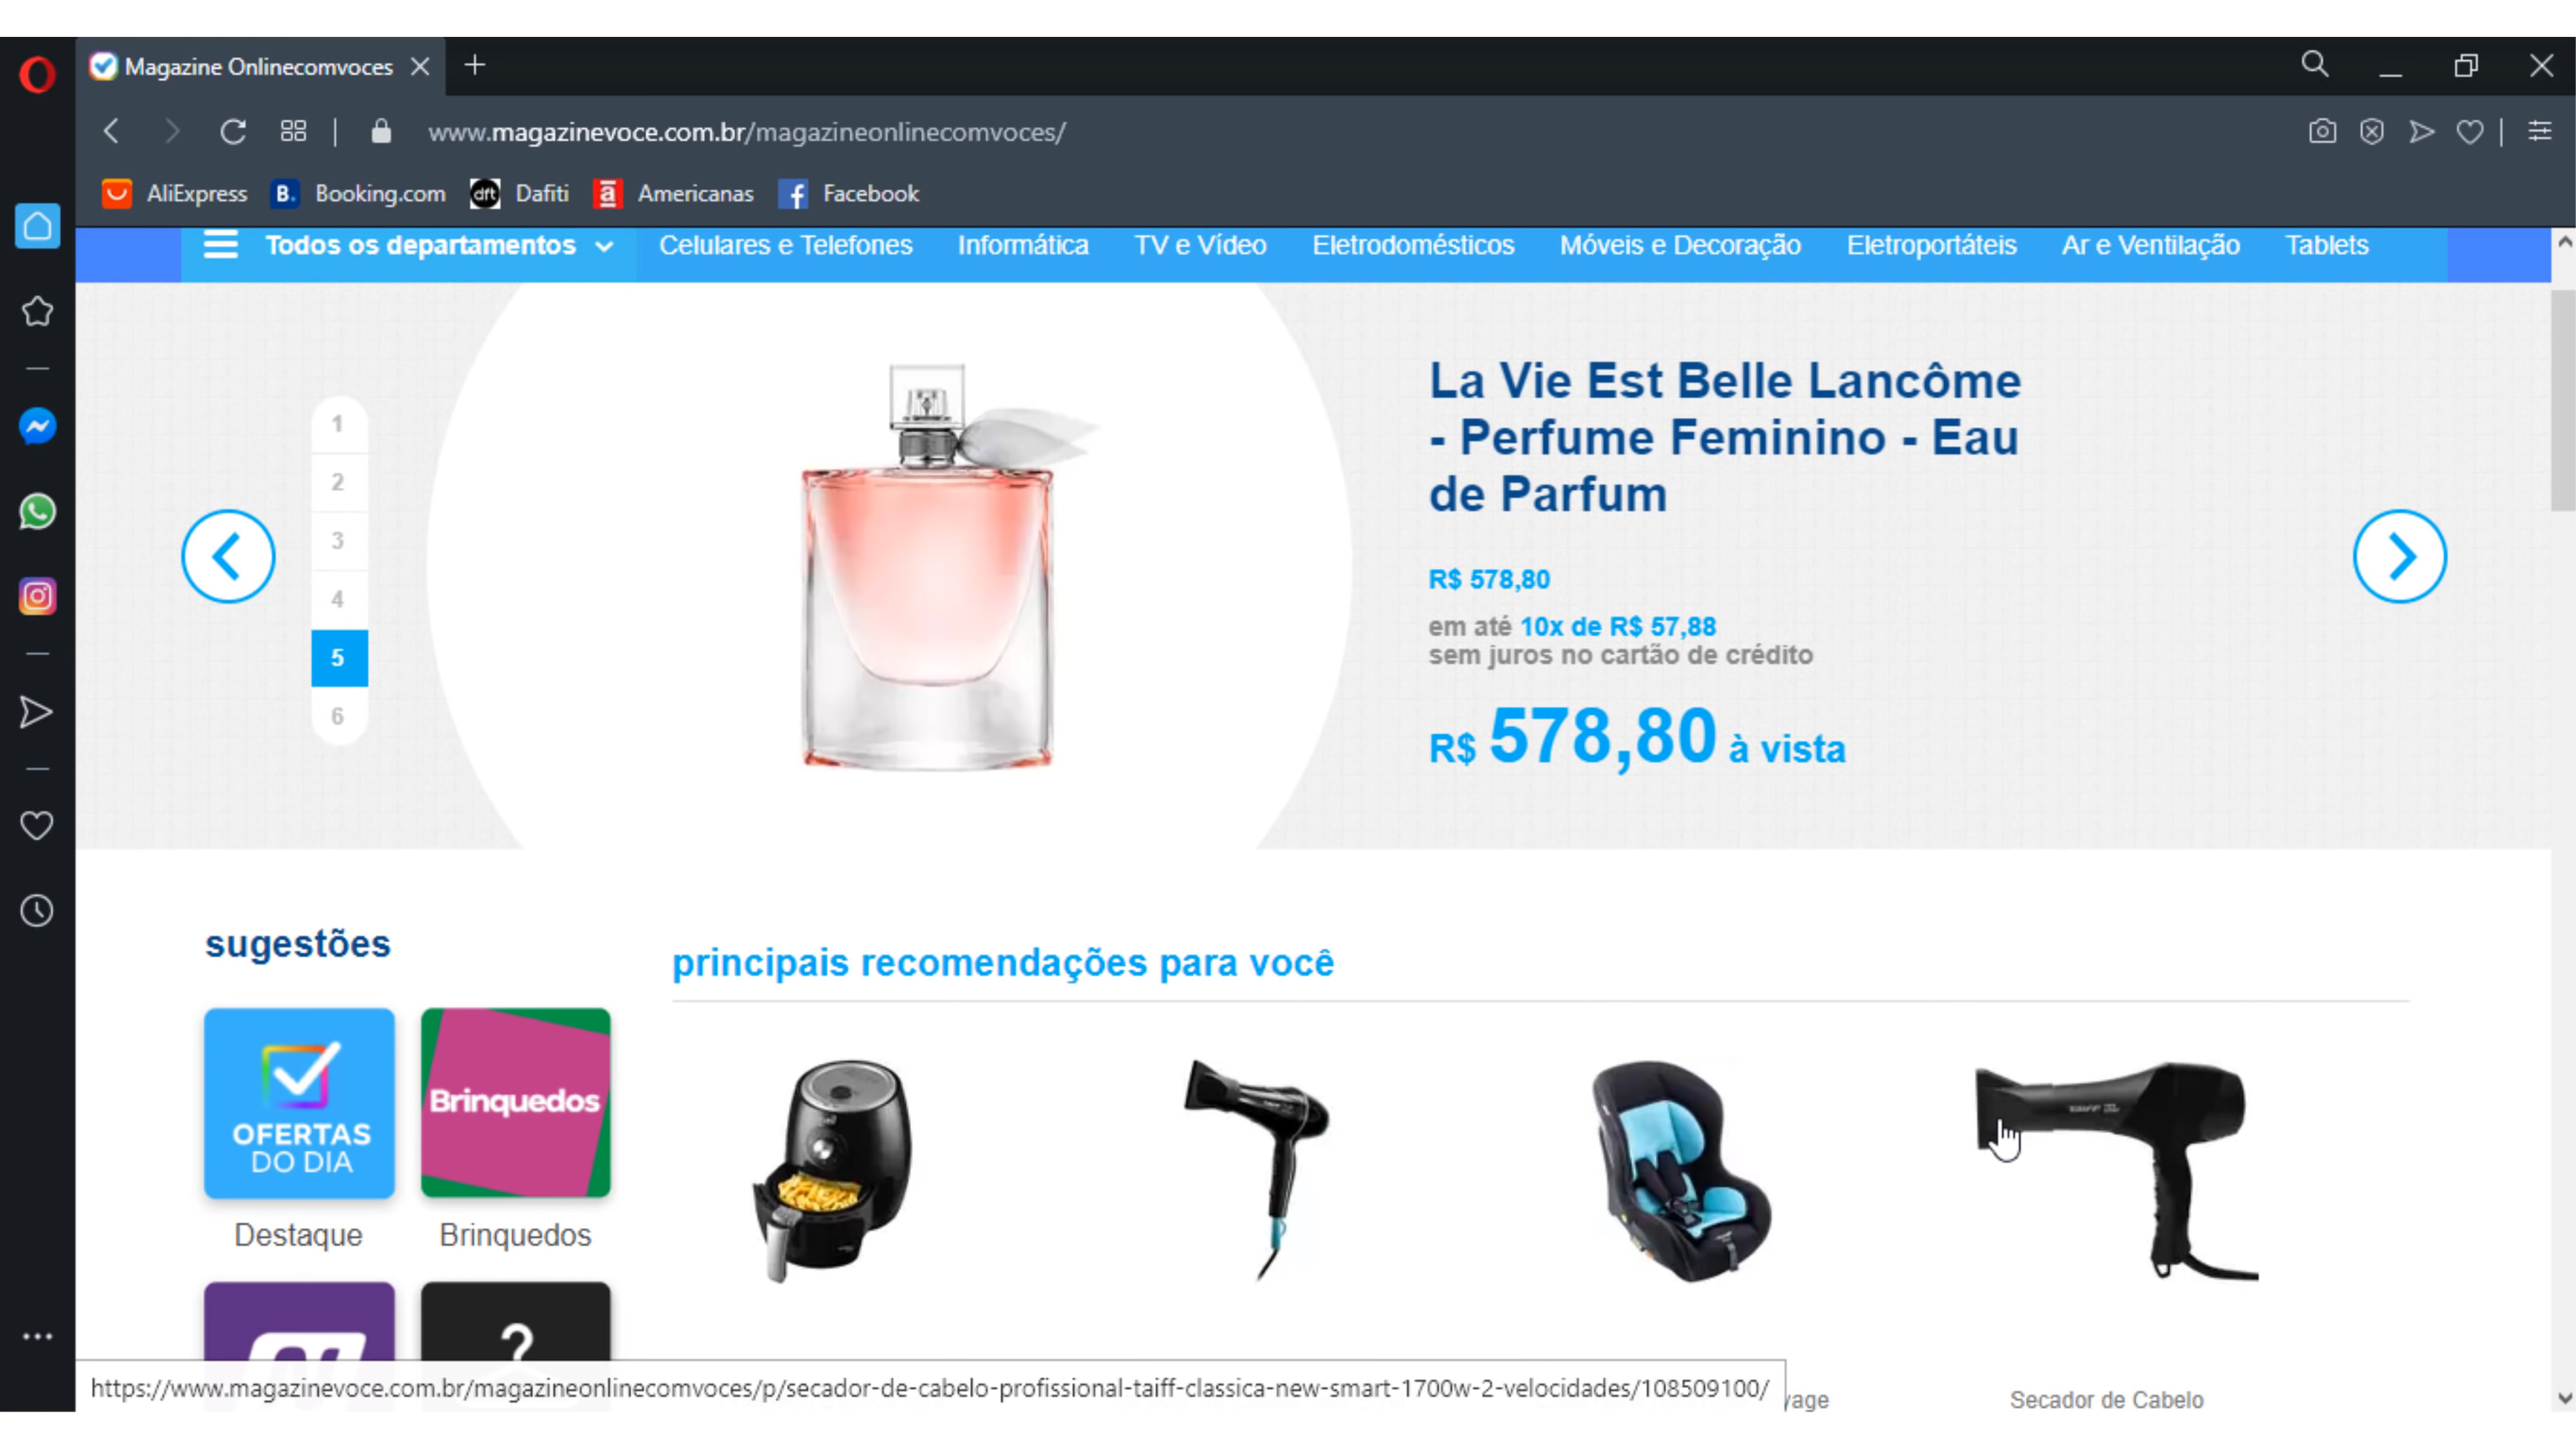 Magazine Onlinecomvoces
www.magazinevoce.com.br/magazineonlinecomvoces/
AliExpress B. Booking.com dft Dafiti a Americanas f Facebook
Todos os departamentos Celulares e Telefones Informática TV e Vídeo Eletrodomésticos Móveis e Decoração Eletroportáteis Ar e Ventilação Tablets
La Vie Est Belle Lancôme
- Perfume Feminino - Eau
de Parfum
1
2
3
4
5
6
R$ 578,80
em até 10x de R$ 57,88
sem juros no cartão de crédito
R$ 578,80 à vista
sugestões
principais recomendações para você
OFERTAS
DO DIA
Brinquedos
Destaque
Brinquedos
?
https://www.magazinevoce.com.br/magazineonlinecomvoces/p/secador-de-cabelo-profissional-taiff-classica-new-smart-1700w-2-velocidades/108509100/
Secador de Cabelo